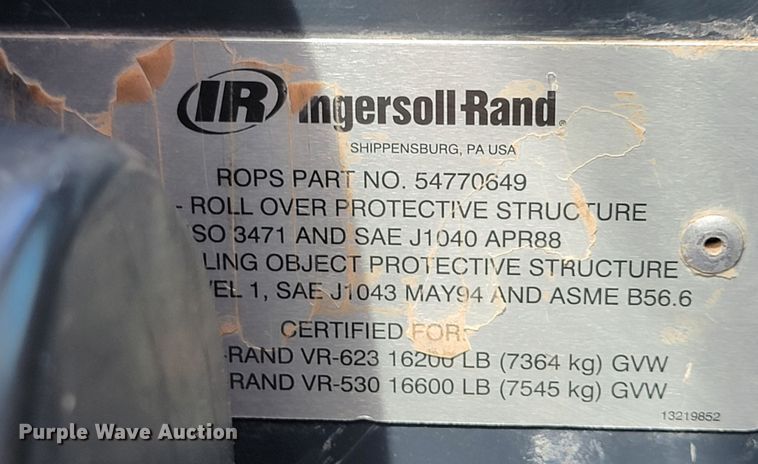 IR Ingersoll-Rand®
SHIPPENSBURG, PA USA
ROPS PART NO. 54770649
- ROLL OVER PROTECTIVE STRUCTURE
SO 3471 AND SAE J1040 APR88
LING OBJECT PROTECTIVE STRUCTURE
VEL 1, SAE J1043 MAY94 AND ASME B56.6
CERTIFIED FOR:
-RAND VR-623 16200 LB (7364 kg) GVW
RAND VR-530 16600 LB (7545 kg) GVW
13219852
Purple Wave Auction